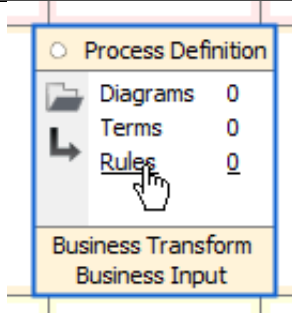 Process Definition
Diagrams 0
Terms 0
Rules 0
Business Transform
Business Input